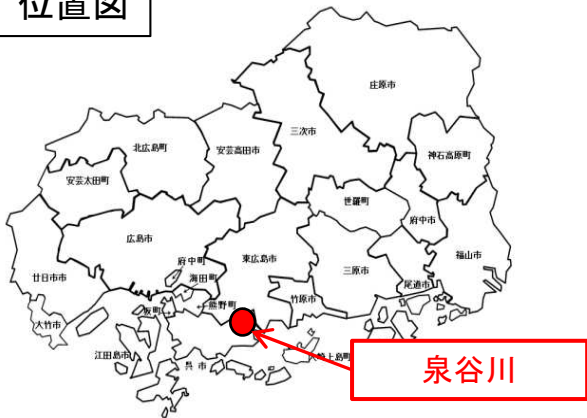 位置図
庄原市
三次市
北広島町
安芸高田市
神石高原町
安芸太田町
世羅町
府中市
広島市
府中町
東広島市
三原市
福山市
廿日市市
海田町
尾道市
坂町
熊野町
竹原市
大竹市
江田島市
呉市
崎上島町
泉谷川